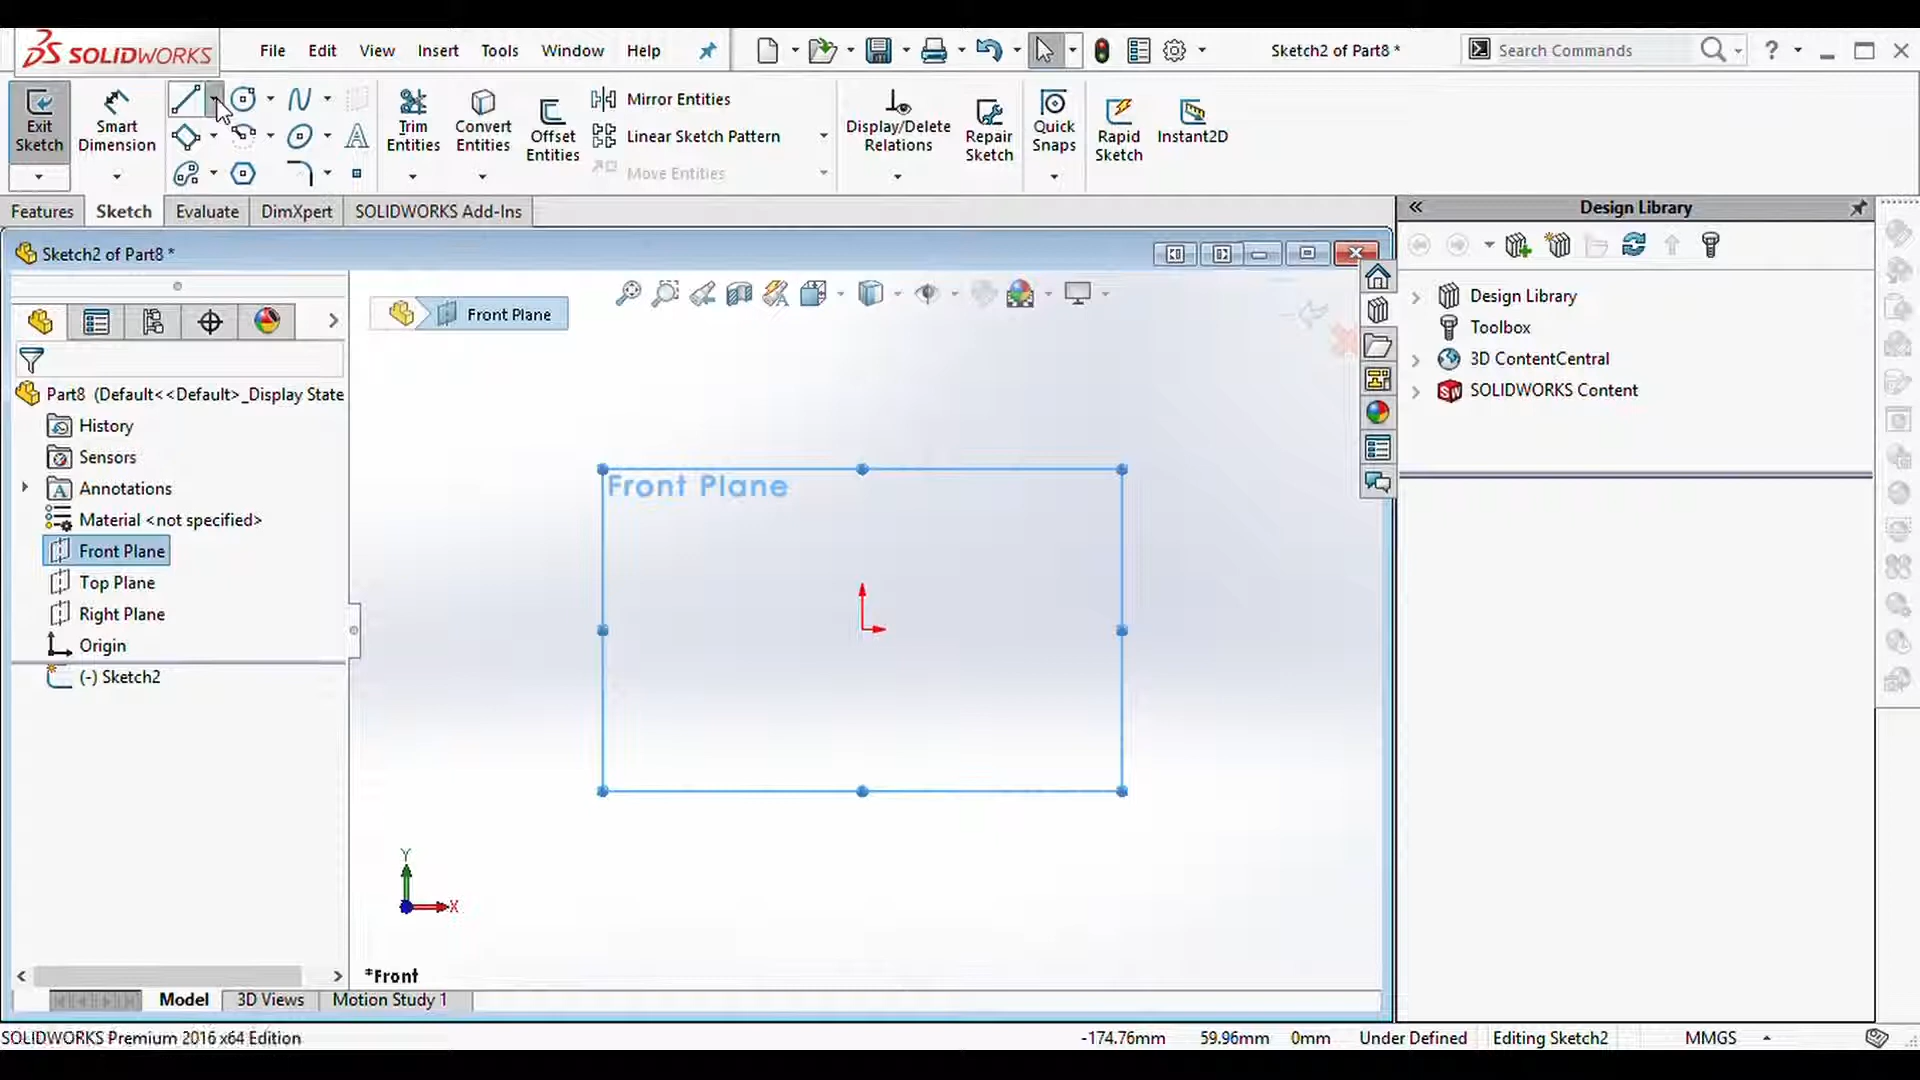 SOLIDWORKS
File Edit View Insert Tools Window Help
Sketch2 of Part8 *
Search Commands
?
Exit Sketch
Smart Dimension
Trim Entities
Convert Entities
Offset Entities
Mirror Entities
Linear Sketch Pattern
Move Entities
Display/Delete Relations
Repair Sketch
Quick Snaps
Rapid Sketch
Instant2D
Features Sketch Evaluate DimXpert SOLIDWORKS Add-Ins
Design Library
Sketch2 of Part8 *
Front Plane
Part8 (Default<<Default>_Display State
History
Sensors
Annotations
Material <not specified>
Front Plane
Top Plane
Right Plane
Origin
(-) Sketch2
Front Plane
Y
X
*Front
Design Library
Toolbox
3D ContentCentral
SOLIDWORKS Content
Model 3D Views Motion Study 1
SOLIDWORKS Premium 2016 x64 Edition
-174.76mm 59.96mm 0mm Under Defined Editing Sketch2 MMGS